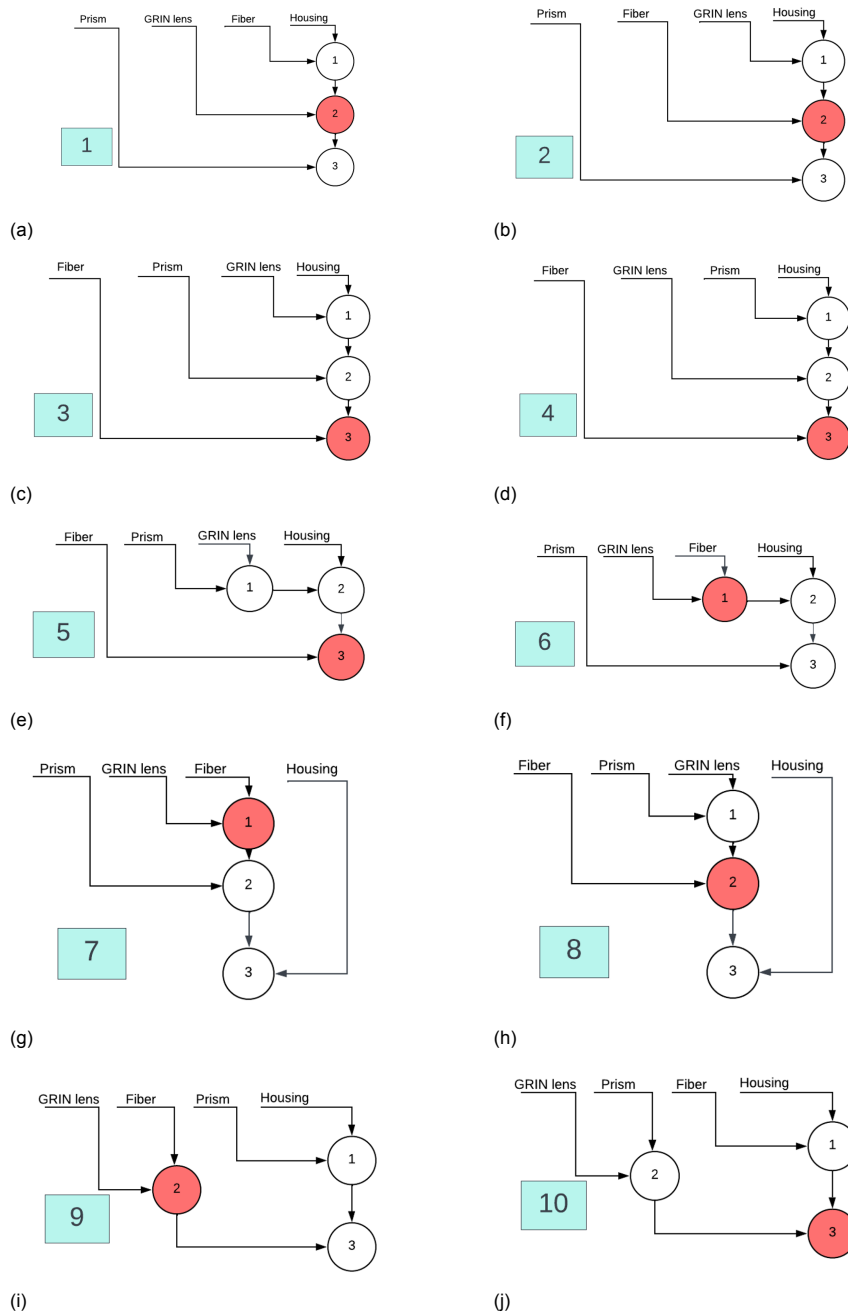 Prism GRIN lens Fiber Housing
1
2
3
1
(a)
Prism Fiber GRIN lens Housing
1
2
3
2
(b)
Fiber Prism GRIN lens Housing
1
2
3
3
(c)
Fiber GRIN lens Prism Housing
1
2
3
4
(d)
Fiber Prism GRIN lens Housing
1 2
3
5
(e)
Prism GRIN lens Fiber Housing
1 2
3
6
(f)
Prism GRIN lens Fiber Housing
1
2
3
7
(g)
Fiber Prism GRIN lens Housing
1
2
3
8
(h)
GRIN lens Fiber Prism Housing
1
2
3
9
(i)
GRIN lens Prism Fiber Housing
1
2
3
10
(j)